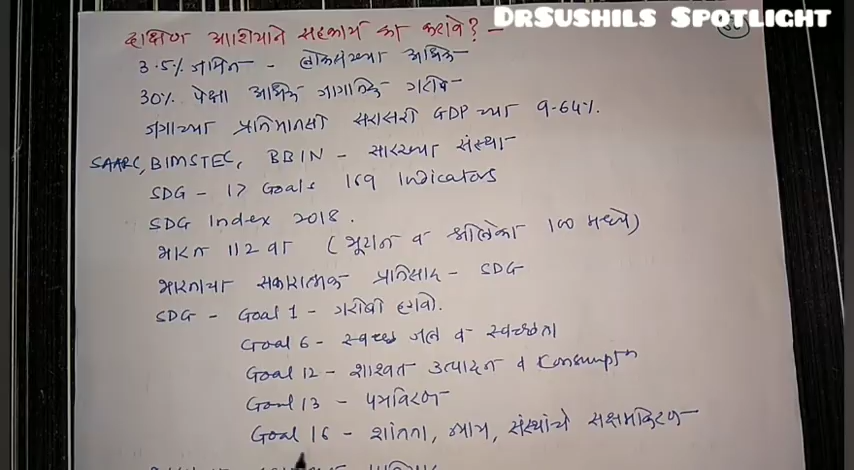 DRSUSHILS SPOTLIGHT
दक्षिण आशियाने सहकार्य का करावे? -
3.5% जमिन - लोकसंख्या अधिक
30% पेक्षा अधिक जागतिक गरीब
जगाच्या प्रतिमानसी सरासरी GDP च्या 9.64%.
SAARC, BIMSTEC, BBIN - सारख्या संस्था
SDG - 17 Goals 169 Indicators
SDG Index 2018.
भारत 112 वा (भूटान व श्रीलंका 100 मध्ये)
भारताचा सकारात्मक प्रतिसाद - SDG
SDG - Goal 1 - गरीबी हटावो.
Goal 6 - स्वच्छ जल व स्वच्छता
Goal 12 - शाश्वत उत्पादन व Consumptn
Goal 13 - पर्यावरण
Goal 16 - शांतता, न्याय, संस्थांचे सक्षमीकरण